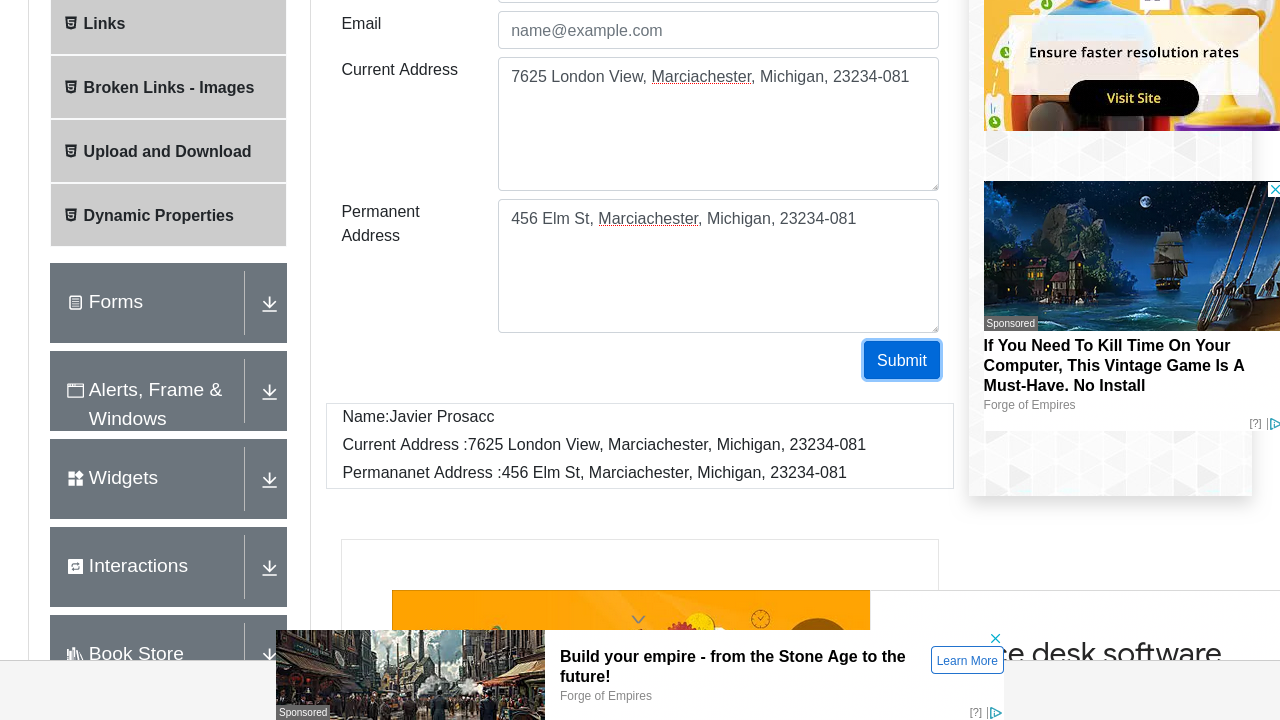 Links
Broken Links - Images
Upload and Download
Dynamic Properties
Forms
Alerts, Frame &
Windows
Widgets
Interactions
Book Store
Email
name@example.com
Current Address
7625 London View, Marciachester, Michigan, 23234-081
Permanent
Address
456 Elm St, Marciachester, Michigan, 23234-081
Submit
Name:Javier Prosacc
Current Address :7625 London View, Marciachester, Michigan, 23234-081
Permananet Address :456 Elm St, Marciachester, Michigan, 23234-081
Ensure faster resolution rates
Visit Site
Sponsored
If You Need To Kill Time On Your
Computer, This Vintage Game Is A
Must-Have. No Install
Forge of Empires
[?]
desk software
Build your empire - from the Stone Age to the
future!
Forge of Empires
Learn More
Sponsored
[?]